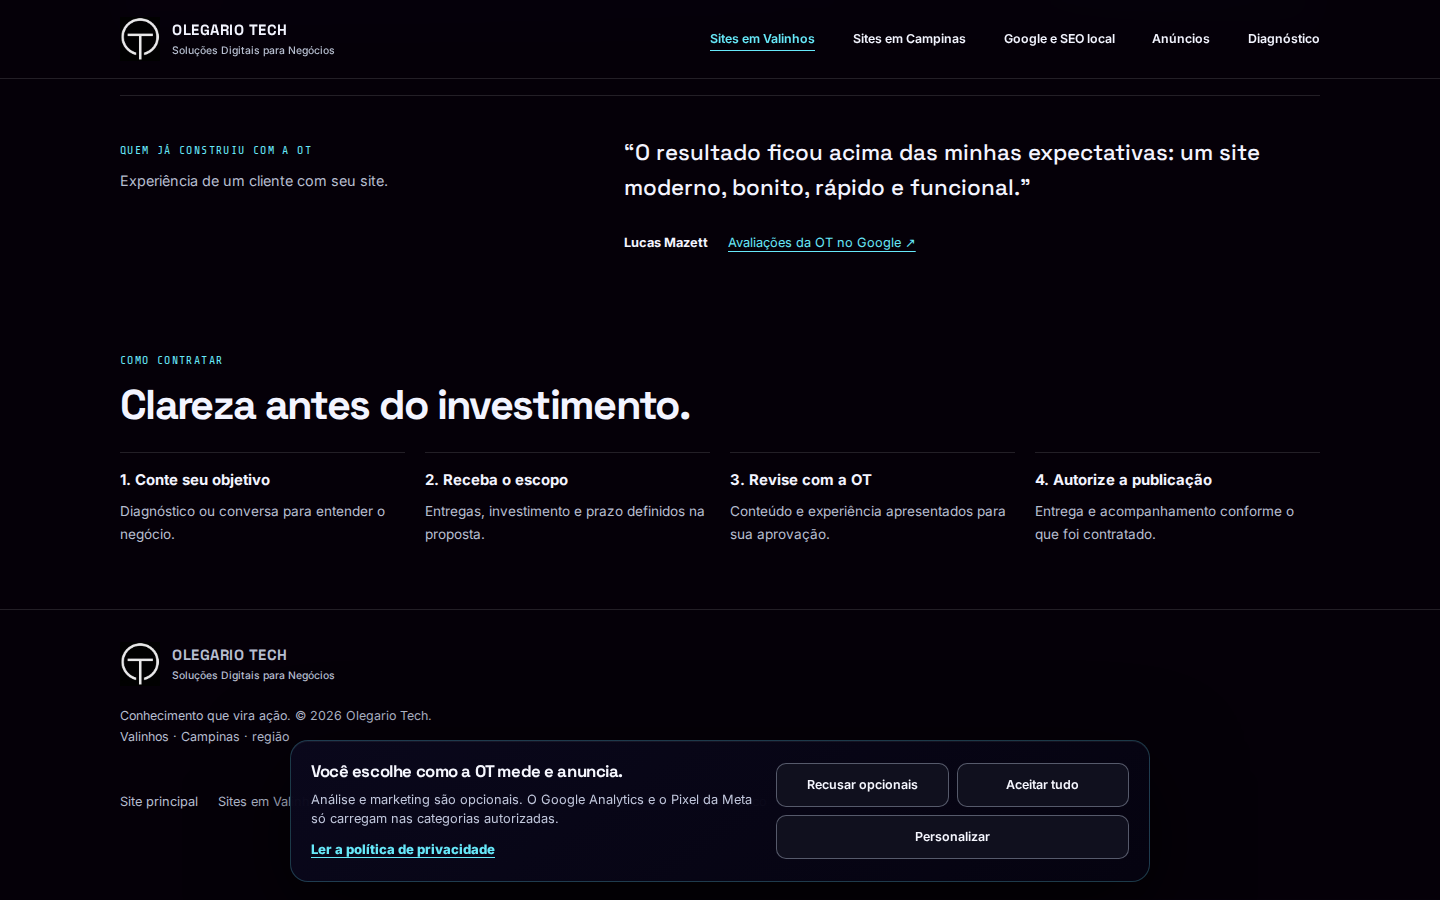 OLEGARIO TECH
Soluções Digitais para Negócios
Sites em Valinhos
Sites em Campinas
Google e SEO local
Anúncios
Diagnóstico
QUEM JÁ CONSTRUIU COM A OT
Experiência de um cliente com seu site.
“O resultado ficou acima das minhas expectativas: um site
moderno, bonito, rápido e funcional.”
Lucas Mazett
Avaliações da OT no Google ↗
COMO CONTRATAR
Clareza antes do investimento.
1. Conte seu objetivo
Diagnóstico ou conversa para entender o
negócio.
2. Receba o escopo
Entregas, investimento e prazo definidos na
proposta.
3. Revise com a OT
Conteúdo e experiência apresentados para
sua aprovação.
4. Autorize a publicação
Entrega e acompanhamento conforme o
que foi contratado.
OLEGARIO TECH
Soluções Digitais para Negócios
Conhecimento que vira ação. © 2026 Olegario Tech.
Valinhos · Campinas · região
Site principal
Sites em Val
Você escolhe como a OT mede e anuncia.
Análise e marketing são opcionais. O Google Analytics e o Pixel da Meta
só carregam nas categorias autorizadas.
Ler a política de privacidade
Recusar opcionais
Aceitar tudo
Personalizar